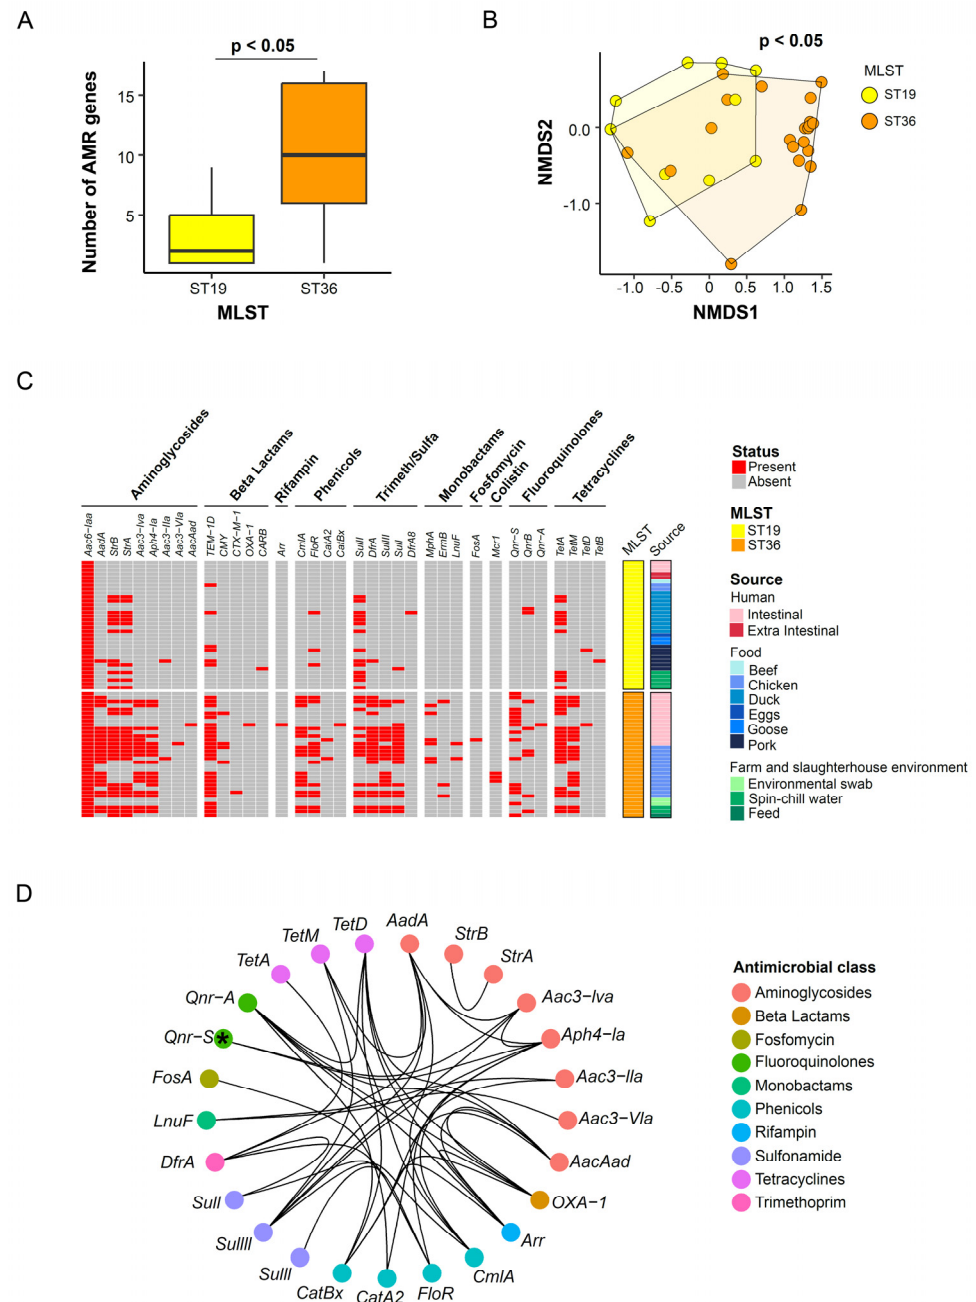 A
p < 0.05
Number of AMR genes
15
10
5
ST19
ST36
MLST
B
p < 0.05
MLST
ST19
ST36
NMDS2
0.0
-1.0
-1.0
-0.5
0
0.5
1.0
1.5
NMDS1
C
Aminoglycosides
Beta Lactams
Rifampin
Phenicols
Trimeth/Sulfa
Monobactams
Fosfomycin
Colistin
Fluoroquinolones
Tetracyclines
Aac6-Iaa
AadA
StrB
StrA
Aac3-Iva
Aph4-Ia
Aac3-IIa
Aac3-VIa
AacAad
TEM-1D
CMY
CTX-M-1
OXA-1
CARB
Arr
CmlA
FloR
CatA2
CatBx
SulI
DfrA
SulII
SulI
DfrA8
MphA
ErmB
LnuF
FosA
Mc1
Qnr-S
QnrB
Qnr-A
TetA
TetM
TetD
TetB
MLST
Source
Status
Present
Absent
MLST
ST19
ST36
Source
Human
Intestinal
Extra Intestinal
Food
Beef
Chicken
Duck
Eggs
Goose
Pork
Farm and slaughterhouse environment
Environmental swab
Spin-chill water
Feed
D
TetD
AadA
TetM
StrB
TetA
StrA
Qnr-A
Aac3-Iva
Qnr-S
*
Aph4-Ia
FosA
Aac3-IIa
LnuF
Aac3-VIa
DfrA
AacAad
SulI
OXA-1
SulIII
Arr
SulII
CmlA
CatBx
CatA2
FloR
Antimicrobial class
Aminoglycosides
Beta Lactams
Fosfomycin
Fluoroquinolones
Monobactams
Phenicols
Rifampin
Sulfonamide
Tetracyclines
Trimethoprim